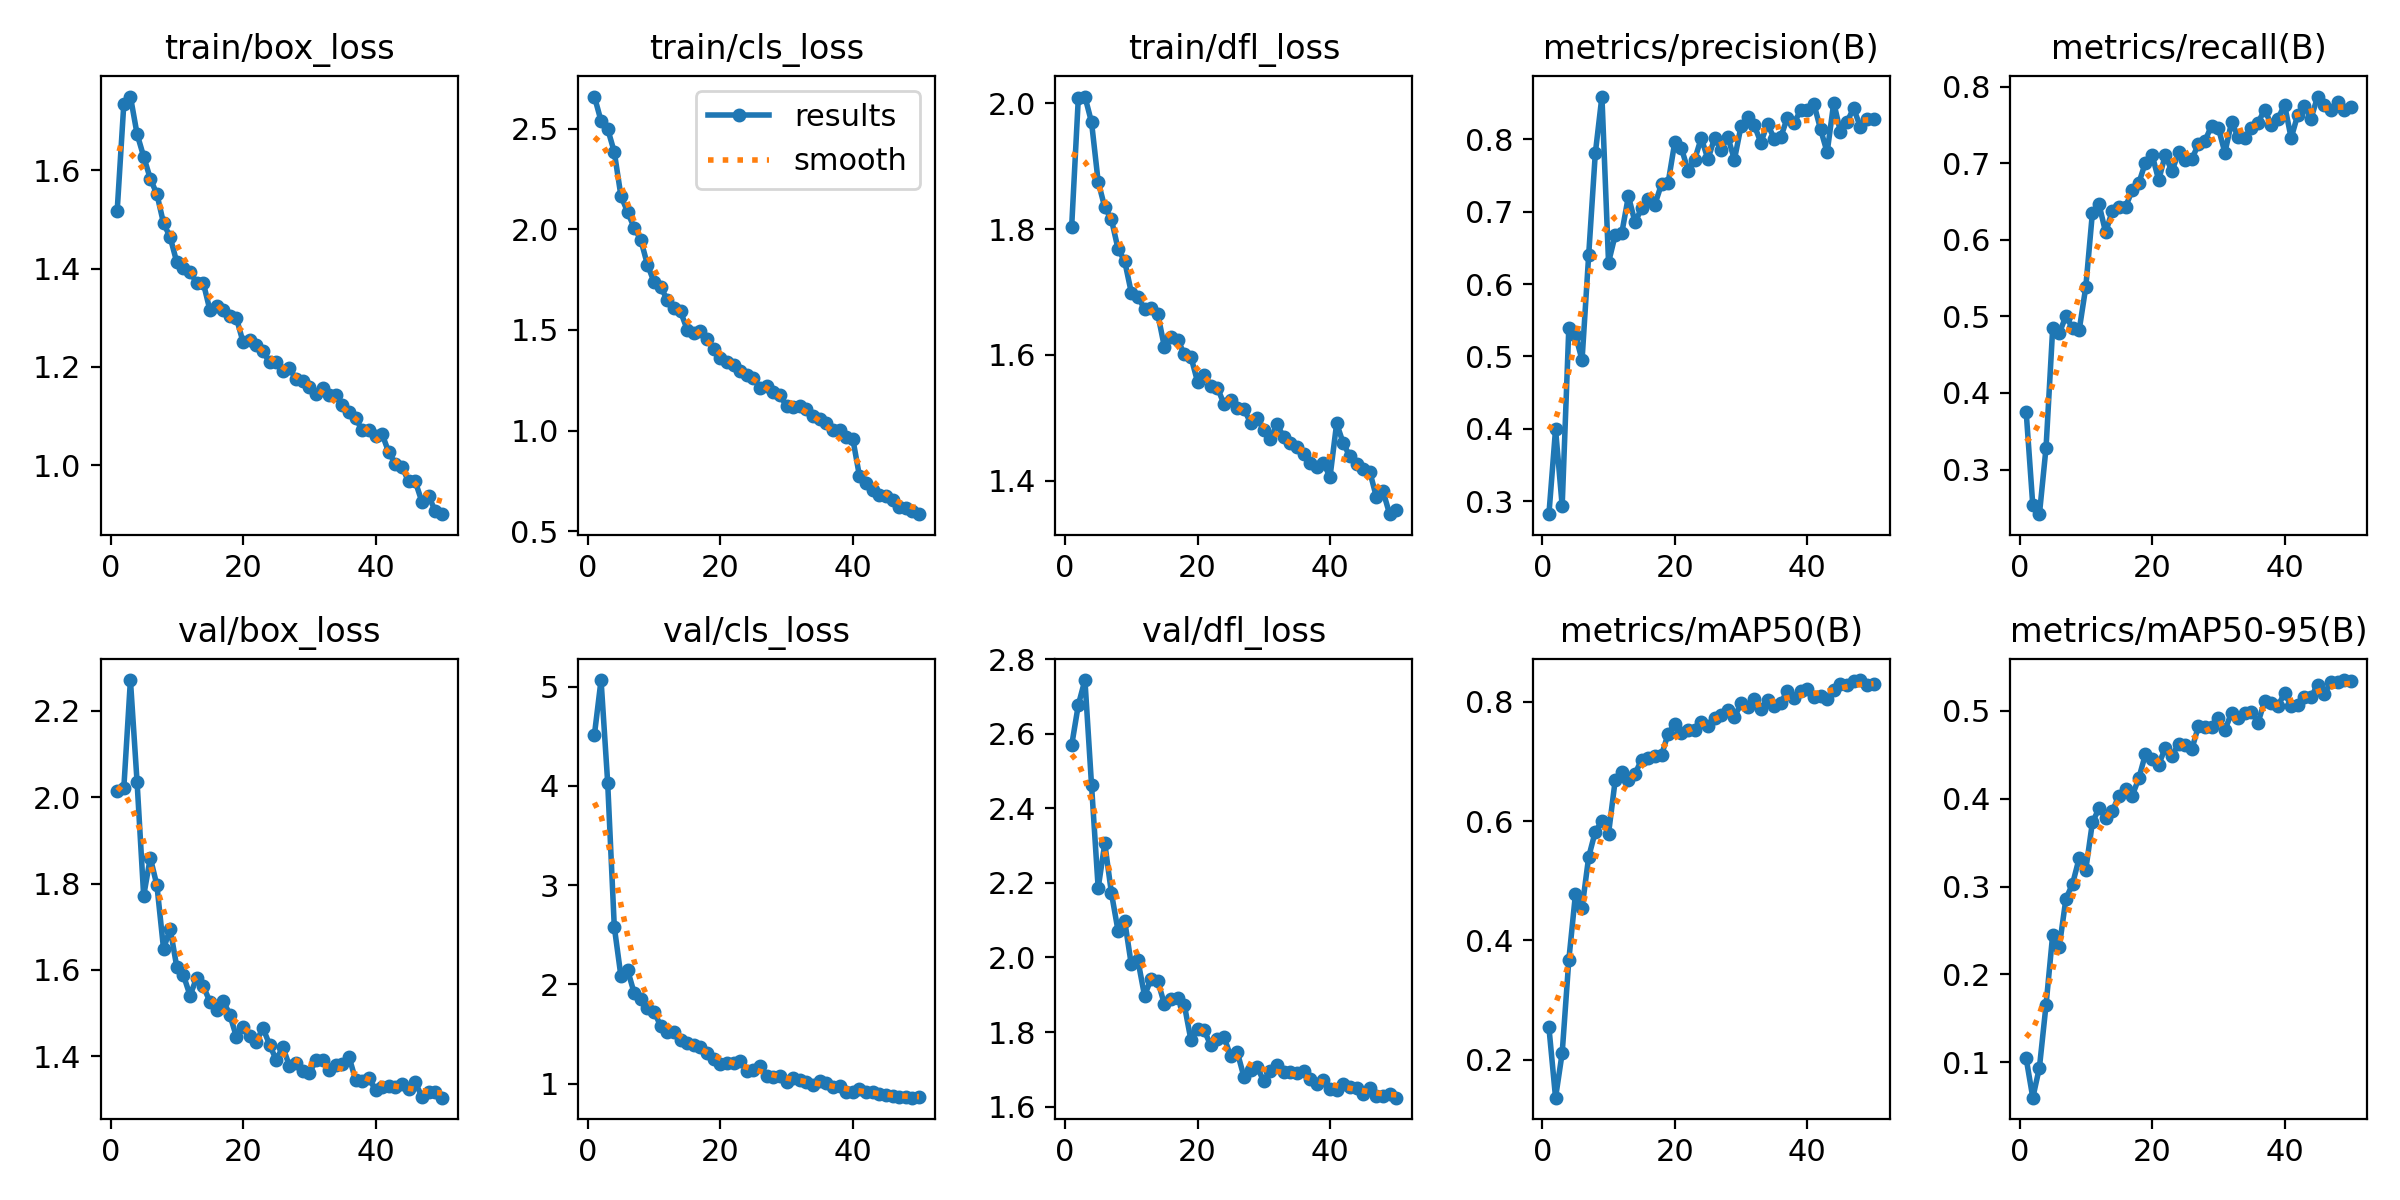 train/box_loss
1.6
1.4
1.2
1.0
0 20 40
train/cls_loss
results
smooth
2.5
2.0
1.5
1.0
0.5
0 20 40
train/dfl_loss
2.0
1.8
1.6
1.4
0 20 40
metrics/precision(B)
0.8
0.7
0.6
0.5
0.4
0.3
0 20 40
metrics/recall(B)
0.8
0.7
0.6
0.5
0.4
0.3
0 20 40
val/box_loss
2.2
2.0
1.8
1.6
1.4
0 20 40
val/cls_loss
5
4
3
2
1
0 20 40
val/dfl_loss
2.8
2.6
2.4
2.2
2.0
1.8
1.6
0 20 40
metrics/mAP50(B)
0.8
0.6
0.4
0.2
0 20 40
metrics/mAP50-95(B)
0.5
0.4
0.3
0.2
0.1
0 20 40